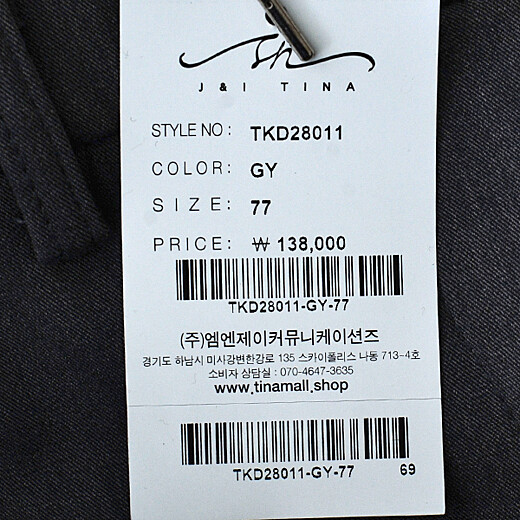 sh
J & I TINA
STYLE NO : TKD28011
COLOR: GY
SIZE: 77
PRICE: ₩ 138,000
TKD28011-GY-77
(주)엠엔제이커뮤니케이션즈
경기도 하남시 미사강변한강로 135 스카이폴리스 나동 713-4호
소비자 상담실 : 070-4647-3635
www.tinamall.shop
TKD28011-GY-77 69